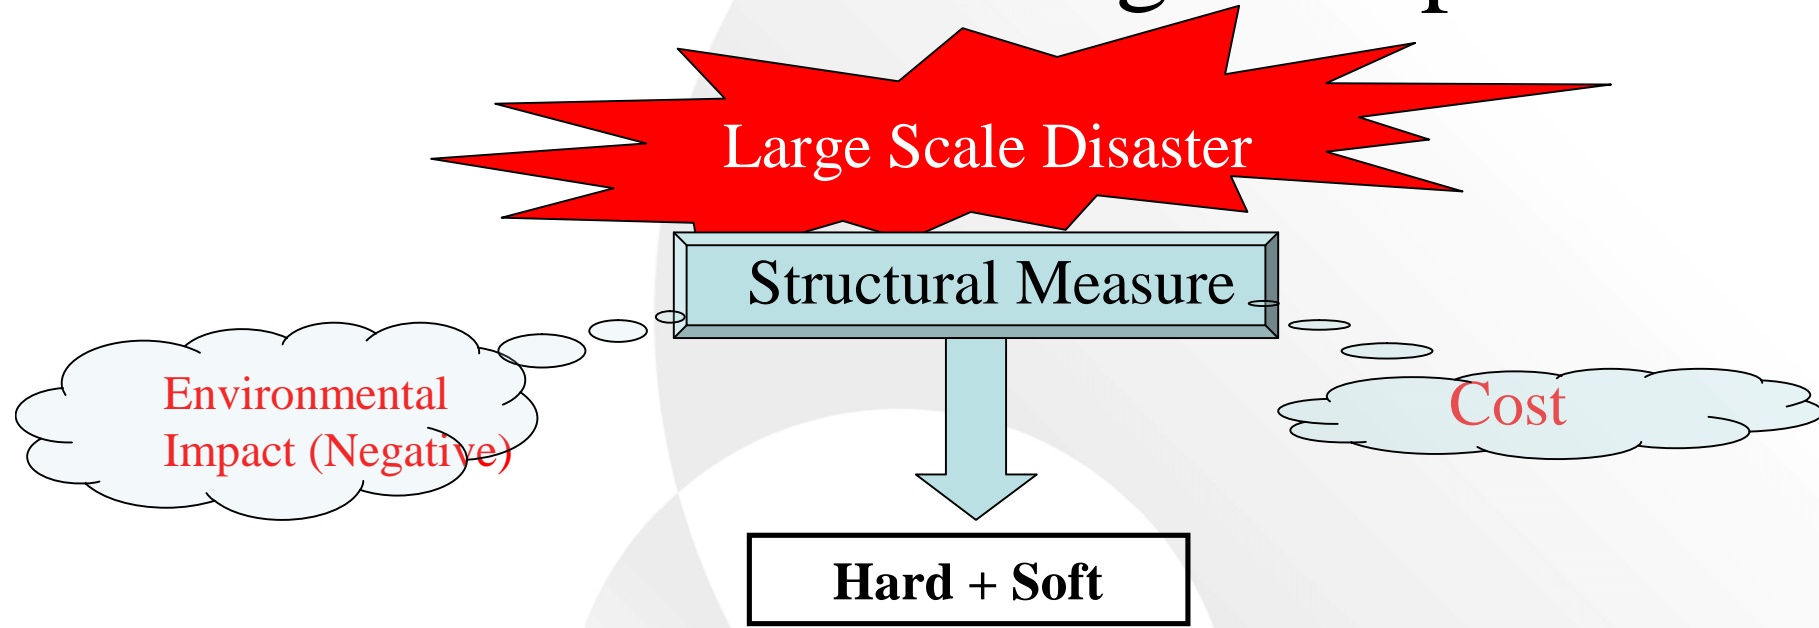 Large Scale Disaster
Structural Measure
Environmental
Impact (Negative)
Cost
Hard + Soft